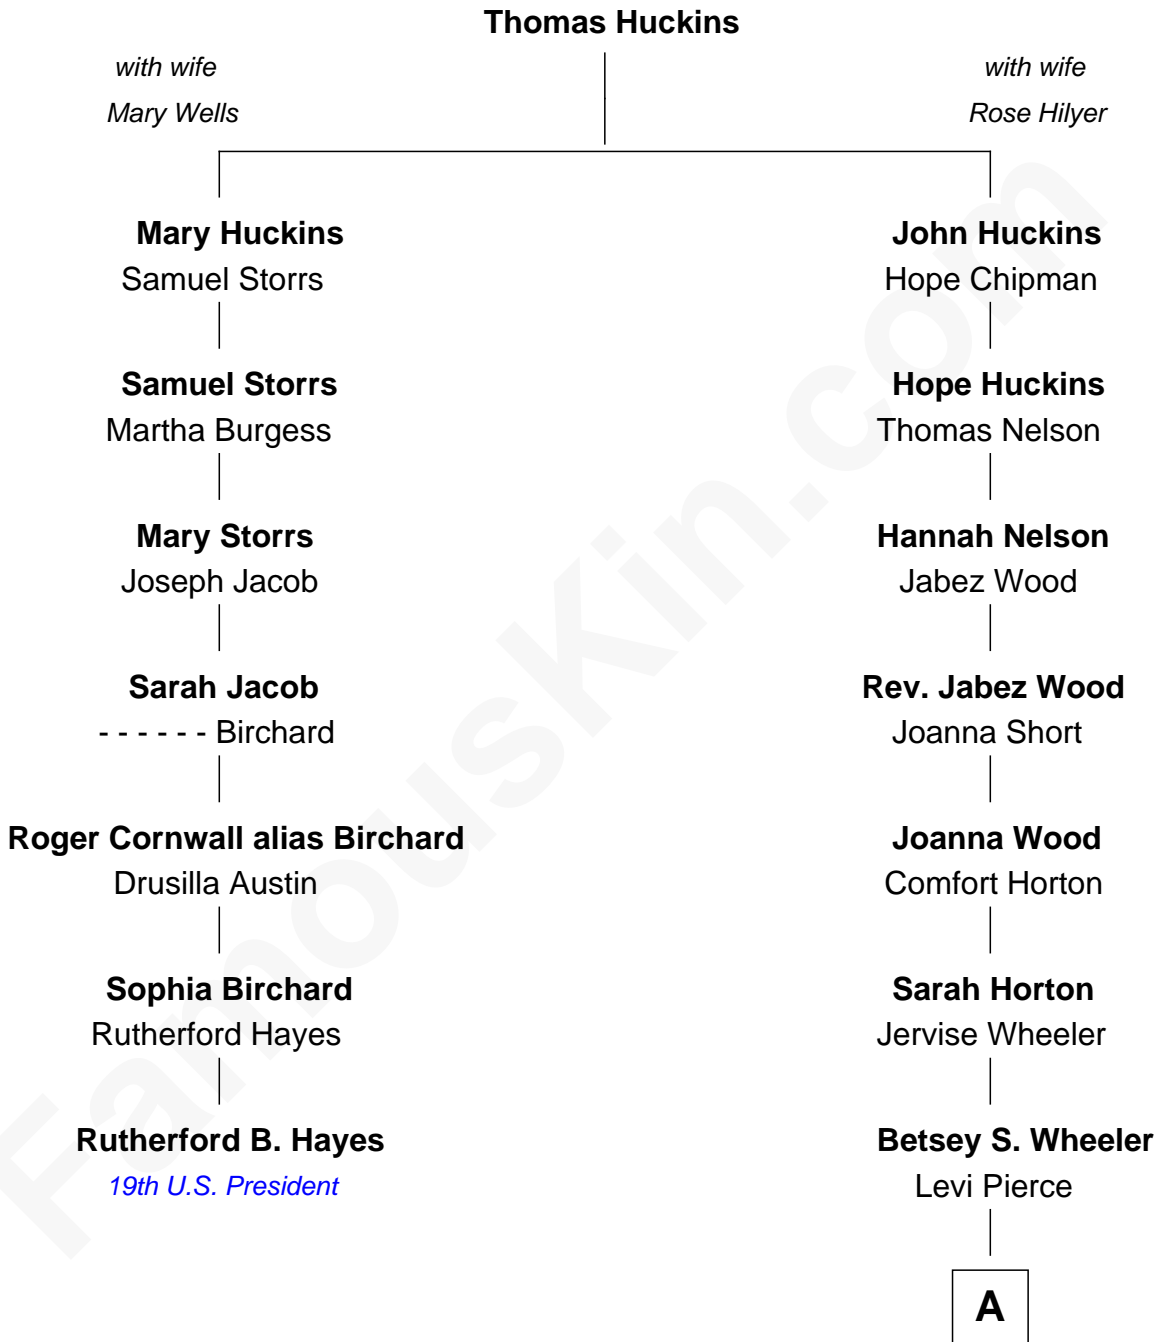 Thomas Huckins
with wife
Mary Wells
with wife
Rose Hilyer
Mary Huckins
Samuel Storrs
John Huckins
Hope Chipman
Samuel Storrs
Martha Burgess
Hope Huckins
Thomas Nelson
Mary Storrs
Joseph Jacob
Hannah Nelson
Jabez Wood
Sarah Jacob
- - - - - - Birchard
Rev. Jabez Wood
Joanna Short
Roger Cornwall alias Birchard
Drusilla Austin
Joanna Wood
Comfort Horton
Sophia Birchard
Rutherford Hayes
Sarah Horton
Jervise Wheeler
Rutherford B. Hayes
19th U.S. President
Betsey S. Wheeler
Levi Pierce
A
FamousKin.com